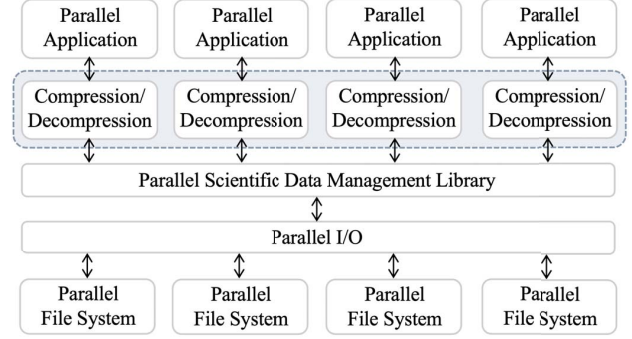 Parallel
Application
Parallel
Application
Parallel
Application
Parallel
Application
Compression/
Decompression
Compression/
Decompression
Compression/
Decompression
Compression/
Decompression
Parallel Scientific Data Management Library
Parallel I/O
Parallel
File System
Parallel
File System
Parallel
File System
Parallel
File System